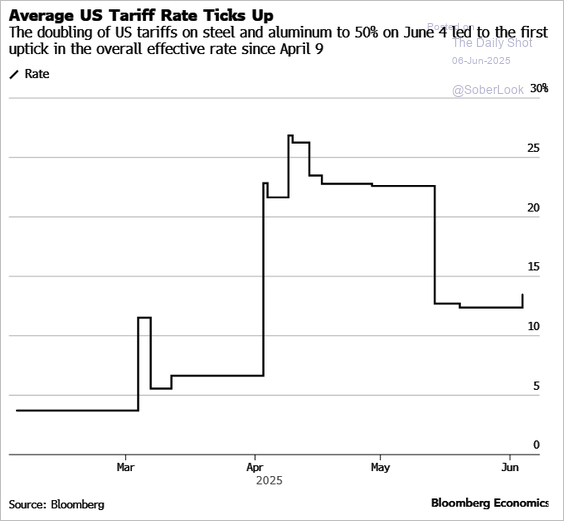 Average US Tariff Rate Ticks Up
The doubling of US tariffs on steel and aluminum to 50% on June 4 led to the first
uptick in the overall effective rate since April 9
Posted on
The Daily Shot
06-Jun-2025
@SoberLook
Rate
30%
25
20
15
10
5
0
Mar Apr May Jun
2025
Source: Bloomberg
Bloomberg Economics